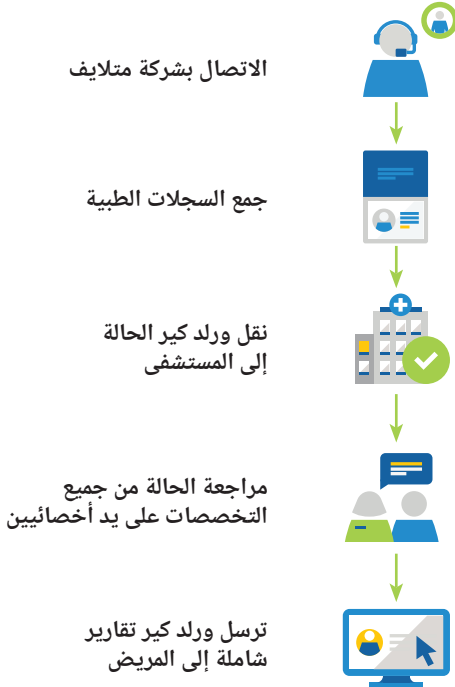 الاتصال بشركة متلايف
جمع السجلات الطبية
نقل ورلد كير الحالة
إلى المستشفى
مراجعة الحالة من جميع
التخصصات على يد أخصائيين
ترسل ورلد كير تقارير
شاملة إلى المريض